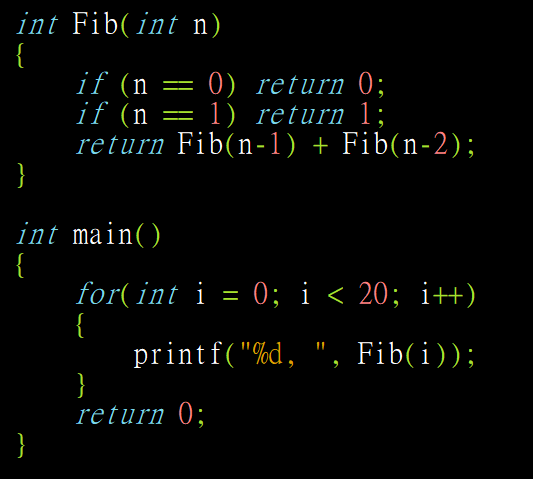 int Fib(int n)
{
    if (n == 0) return 0;
    if (n == 1) return 1;
    return Fib(n-1) + Fib(n-2);
}

int main()
{
    for(int i = 0; i < 20; i++)
    {
        printf("%d, ", Fib(i));
    }
    return 0;
}